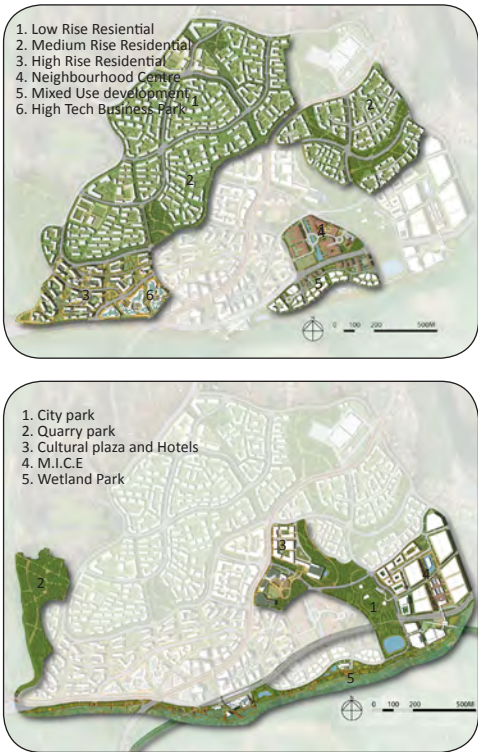 1. Low Rise Resiential
2. Medium Rise Residential
3. High Rise Residential
4. Neighbourhood Centre
5. Mixed Use development
6. High Tech Business Park
1
2
2
4
3
6
5
0 100 200 500M
1. City park
2. Quarry park
3. Cultural plaza and Hotels
4. M.I.C.E
5. Wetland Park
3
2
4
1
5
0 100 200 500M